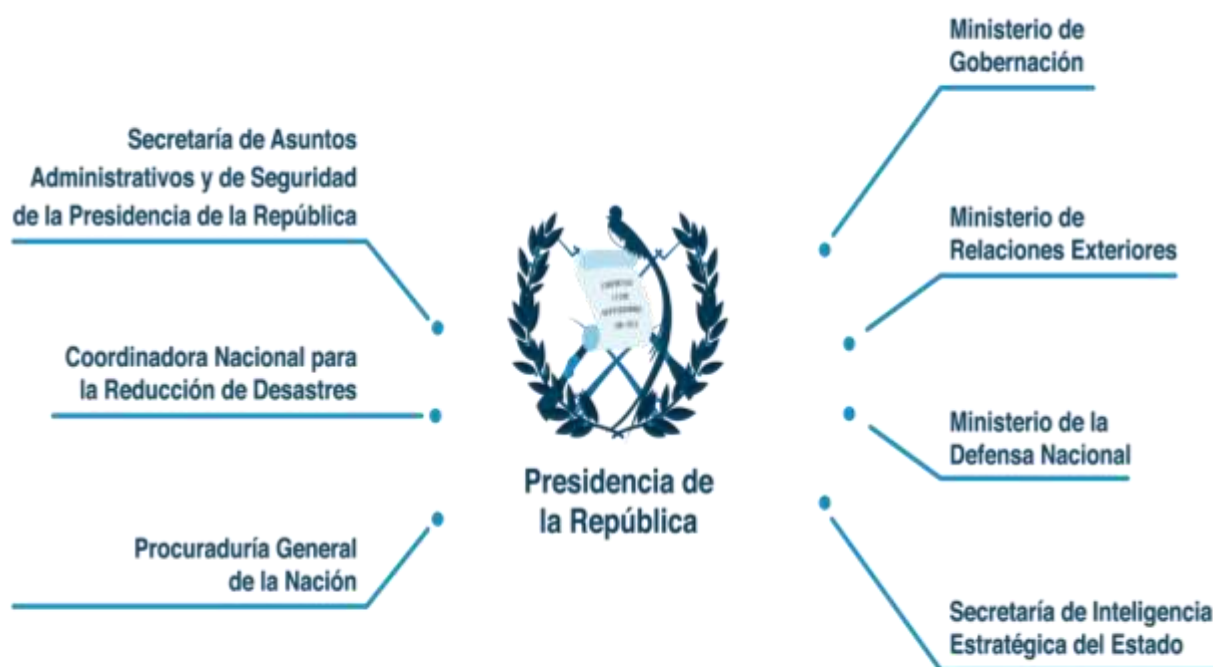 Ministerio de
Gobernación
Secretaría de Asuntos
Administrativos y de Seguridad
de la Presidencia de la República
Ministerio de
Relaciones Exteriores
Coordinadora Nacional para
la Reducción de Desastres
Ministerio de la
Defensa Nacional
Presidencia de
la República
Procuraduría General
de la Nación
Secretaría de Inteligencia
Estratégica del Estado